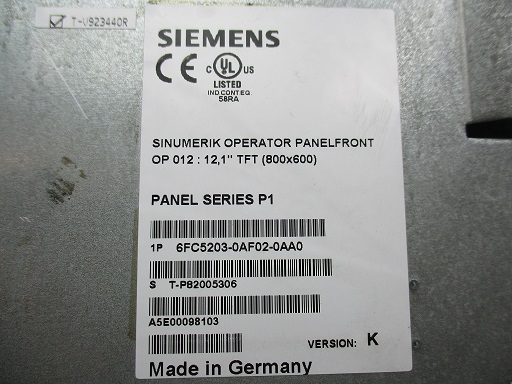 T-U923440R
SIEMENS
CE
C UL US
LISTED
IND.CONT.EQ.
58RA
SINUMERIK OPERATOR PANELFRONT
OP 012 : 12,1" TFT (800x600)
PANEL SERIES P1
1P 6FC5203-0AF02-0AA0
S T-P82005306
A5E00098103
VERSION: K
Made in Germany